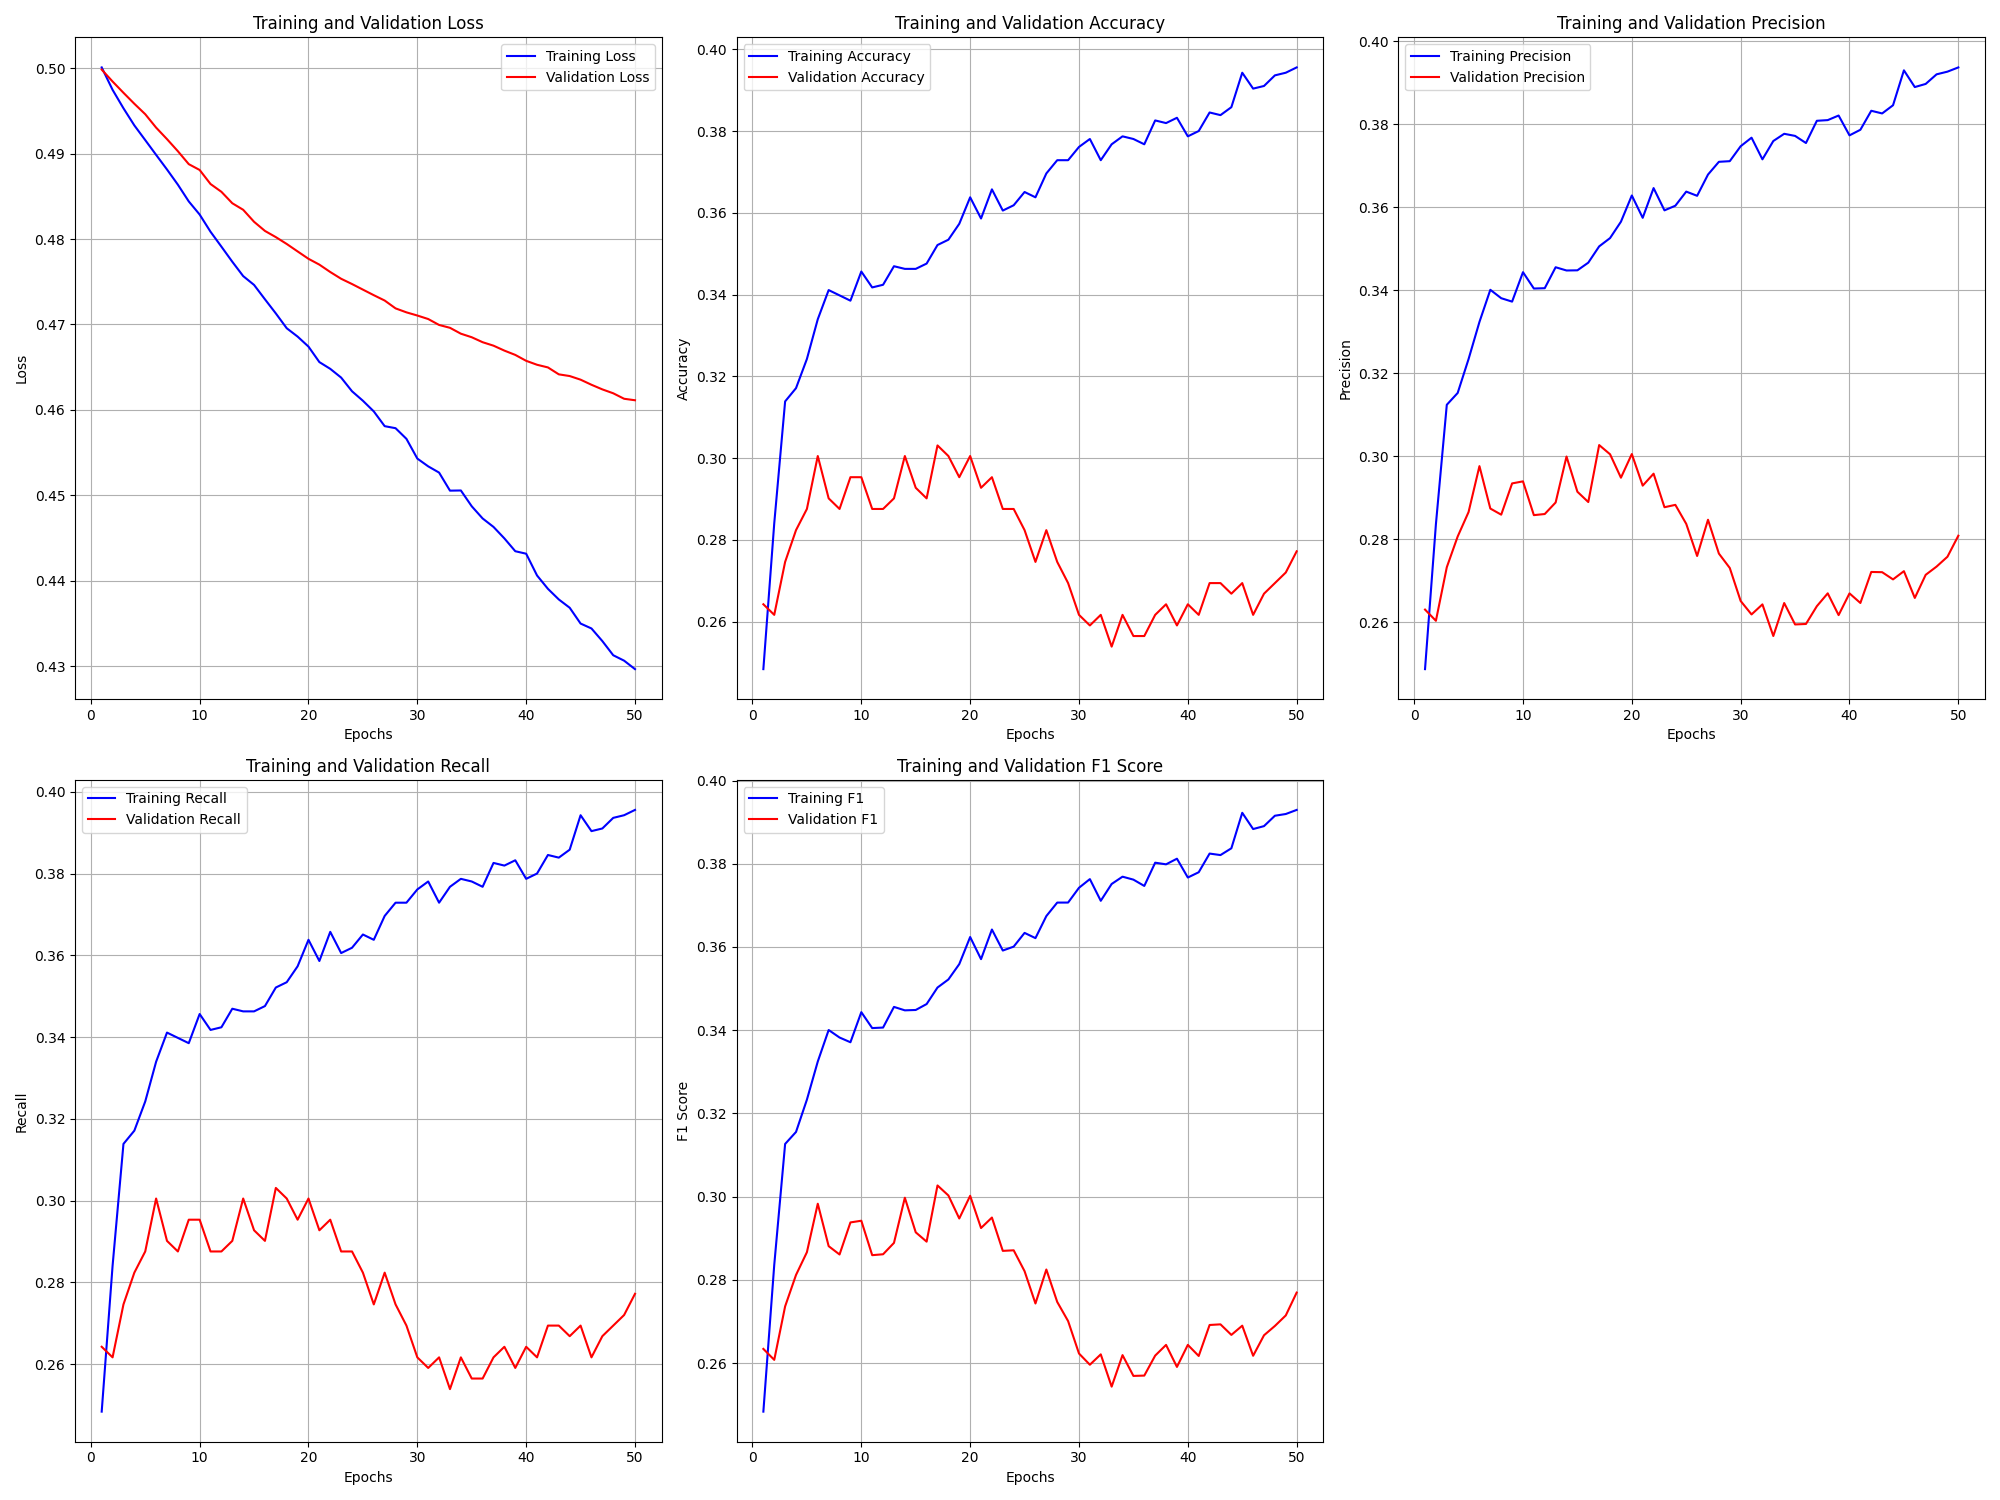 Training and Validation Loss
Training Loss
Validation Loss
0.50
0.49
0.48
0.47
0.46
0.45
0.44
0.43
Loss
0 10 20 30 40 50
Epochs
Training and Validation Accuracy
Training Accuracy
Validation Accuracy
0.40
0.38
0.36
0.34
0.32
0.30
0.28
0.26
Accuracy
0 10 20 30 40 50
Epochs
Training and Validation Precision
Training Precision
Validation Precision
0.40
0.38
0.36
0.34
0.32
0.30
0.28
0.26
Precision
0 10 20 30 40 50
Epochs
Training and Validation Recall
Training Recall
Validation Recall
0.40
0.38
0.36
0.34
0.32
0.30
0.28
0.26
Recall
0 10 20 30 40 50
Epochs
Training and Validation F1 Score
Training F1
Validation F1
0.40
0.38
0.36
0.34
0.32
0.30
0.28
0.26
F1 Score
0 10 20 30 40 50
Epochs